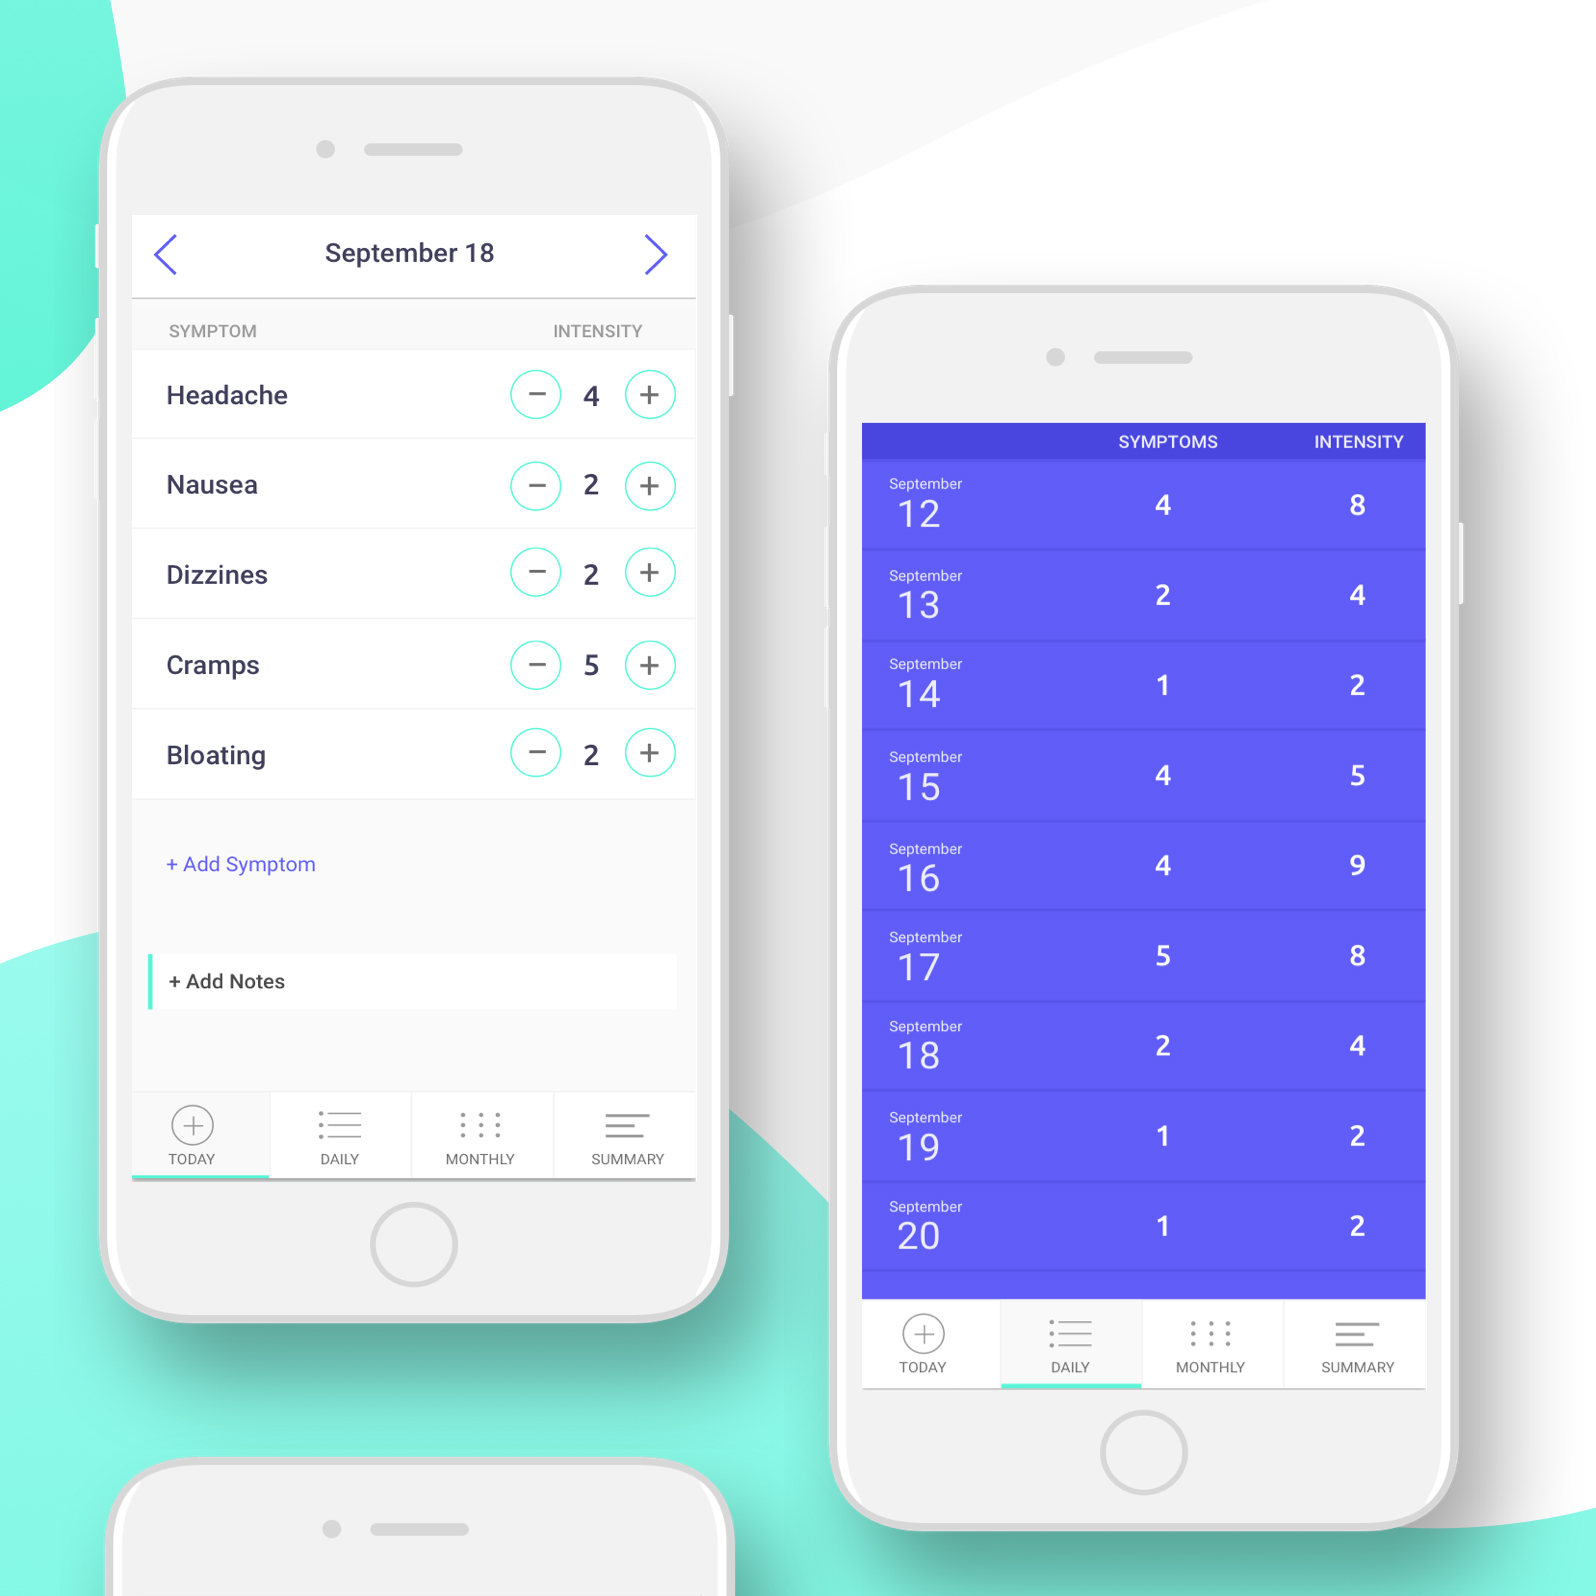 September 18
SYMPTOM INTENSITY
Headache − 4 +
Nausea − 2 +
Dizzines − 2 +
Cramps − 5 +
Bloating − 2 +
+ Add Symptom
+ Add Notes
TODAY DAILY MONTHLY SUMMARY
SYMPTOMS INTENSITY
September
12 4 8
September
13 2 4
September
14 1 2
September
15 4 5
September
16 4 9
September
17 5 8
September
18 2 4
September
19 1 2
September
20 1 2
TODAY DAILY MONTHLY SUMMARY